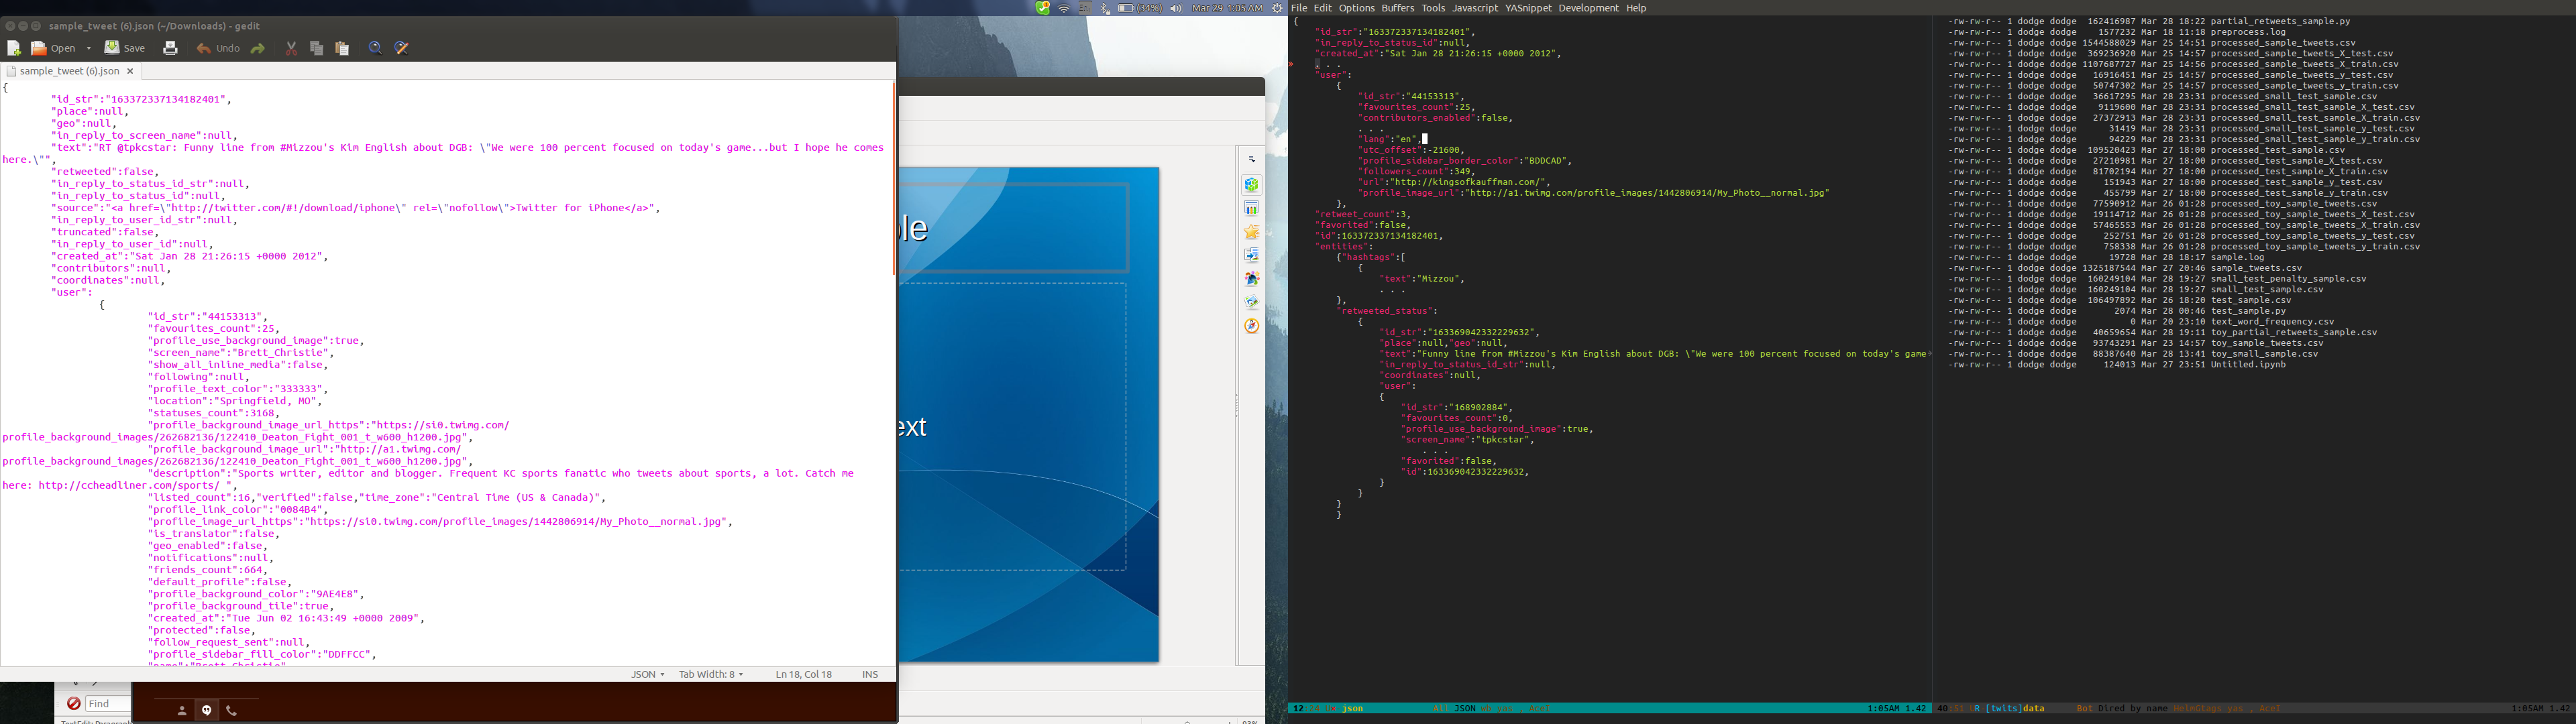 sample_tweet (6).json (~/Downloads) - gedit
Open
Save
Undo
sample_tweet (6).json ×
{
"id_str":"163372337134182401",
"place":null,
"geo":null,
"in_reply_to_screen_name":null,
"text":"RT @tpkcstar: Funny line from #Mizzou's Kim English about DGB: \"We were 100 percent focused on today's game...but I hope he comes
here.\"",
"retweeted":false,
"in_reply_to_status_id_str":null,
"in_reply_to_status_id":null,
"source":"<a href=\"http://twitter.com/#!/download/iphone\" rel=\"nofollow\">Twitter for iPhone</a>",
"in_reply_to_user_id_str":null,
"truncated":false,
"in_reply_to_user_id":null,
"created_at":"Sat Jan 28 21:26:15 +0000 2012",
"contributors":null,
"coordinates":null,
"user":
{
"id_str":"44153313",
"favourites_count":25,
"profile_use_background_image":true,
"screen_name":"Brett_Christie",
"show_all_inline_media":false,
"following":null,
"profile_text_color":"333333",
"location":"Springfield, MO",
"statuses_count":3168,
"profile_background_image_url_https":"https://si0.twimg.com/
profile_background_images/262682136/122410_Deaton_Fight_001_t_w600_h1200.jpg",
"profile_background_image_url":"http://a1.twimg.com/
profile_background_images/262682136/122410_Deaton_Fight_001_t_w600_h1200.jpg",
"description":"Sports writer, editor and blogger. Frequent KC sports fanatic who tweets about sports, a lot. Catch me
here: http://ccheadliner.com/sports/ ",
"listed_count":16,"verified":false,"time_zone":"Central Time (US & Canada)",
"profile_link_color":"0084B4",
"profile_image_url_https":"https://si0.twimg.com/profile_images/1442806914/My_Photo__normal.jpg",
"is_translator":false,
"geo_enabled":false,
"notifications":null,
"friends_count":664,
"default_profile":false,
"profile_background_color":"9AE4E8",
"profile_background_tile":true,
"created_at":"Tue Jun 02 16:43:49 +0000 2009",
"protected":false,
"follow_request_sent":null,
"profile_sidebar_fill_color":"DDFFCC",
"name":"Brett Christie",
JSON
Tab Width: 8
Ln 18, Col 18
INS
Find
(34%)
Mar 29 1:05 AM
ple
ext
93%
File Edit Options Buffers Tools Javascript YASnippet Development Help
{
"id_str":"163372337134182401",
"in_reply_to_status_id":null,
"created_at":"Sat Jan 28 21:26:15 +0000 2012",
. . .
"user":
{
"id_str":"44153313",
"favourites_count":25,
"contributors_enabled":false,
. . .
"lang":"en",
"utc_offset":-21600,
"profile_sidebar_border_color":"BDDCAD",
"followers_count":349,
"url":"http://kingsofkauffman.com/",
"profile_image_url":"http://a1.twimg.com/profile_images/1442806914/My_Photo__normal.jpg"
},
"retweet_count":3,
"favorited":false,
"id":163372337134182401,
"entities":
{"hashtags":[
{
"text":"Mizzou",
. . .
},
"retweeted_status":
{
"id_str":"163369042332229632",
"place":null,"geo":null,
"text":"Funny line from #Mizzou's Kim English about DGB: \"We were 100 percent focused on today's game
"in_reply_to_status_id_str":null,
"coordinates":null,
"user":
{
"id_str":"168902884",
"favourites_count":0,
"profile_use_background_image":true,
"screen_name":"tpkcstar",
. . .
"favorited":false,
"id":163369042332229632,
}
}
}
}
json
All JSON
1:05AM 1.42
-rw-rw-r-- 1 dodge dodge 162416987 Mar 28 18:22 partial_retweets_sample.py
-rw-rw-r-- 1 dodge dodge 1577232 Mar 18 11:18 preprocess.log
-rw-rw-r-- 1 dodge dodge 1544588029 Mar 25 14:51 processed_sample_tweets.csv
-rw-rw-r-- 1 dodge dodge 369236920 Mar 25 14:57 processed_sample_tweets_X_test.csv
-rw-rw-r-- 1 dodge dodge 1107687727 Mar 25 14:56 processed_sample_tweets_X_train.csv
-rw-rw-r-- 1 dodge dodge 16916451 Mar 25 14:57 processed_sample_tweets_y_test.csv
-rw-rw-r-- 1 dodge dodge 50747302 Mar 25 14:57 processed_sample_tweets_y_train.csv
-rw-rw-r-- 1 dodge dodge 36617295 Mar 28 23:31 processed_small_test_sample.csv
-rw-rw-r-- 1 dodge dodge 9119600 Mar 28 23:31 processed_small_test_sample_X_test.csv
-rw-rw-r-- 1 dodge dodge 27372913 Mar 28 23:31 processed_small_test_sample_X_train.csv
-rw-rw-r-- 1 dodge dodge 31419 Mar 28 23:31 processed_small_test_sample_y_test.csv
-rw-rw-r-- 1 dodge dodge 94229 Mar 28 23:31 processed_small_test_sample_y_train.csv
-rw-rw-r-- 1 dodge dodge 109520423 Mar 27 18:00 processed_test_sample.csv
-rw-rw-r-- 1 dodge dodge 27210981 Mar 27 18:00 processed_test_sample_X_test.csv
-rw-rw-r-- 1 dodge dodge 81702194 Mar 27 18:00 processed_test_sample_X_train.csv
-rw-rw-r-- 1 dodge dodge 151943 Mar 27 18:00 processed_test_sample_y_test.csv
-rw-rw-r-- 1 dodge dodge 455799 Mar 27 18:00 processed_test_sample_y_train.csv
-rw-rw-r-- 1 dodge dodge 77590912 Mar 26 01:28 processed_toy_sample_tweets.csv
-rw-rw-r-- 1 dodge dodge 19114712 Mar 26 01:28 processed_toy_sample_tweets_X_test.csv
-rw-rw-r-- 1 dodge dodge 57465553 Mar 26 01:28 processed_toy_sample_tweets_X_train.csv
-rw-rw-r-- 1 dodge dodge 252751 Mar 26 01:28 processed_toy_sample_tweets_y_test.csv
-rw-rw-r-- 1 dodge dodge 758338 Mar 26 01:28 processed_toy_sample_tweets_y_train.csv
-rw-rw-r-- 1 dodge dodge 19728 Mar 28 18:17 sample.log
-rw-rw-r-- 1 dodge dodge 1325187544 Mar 27 20:46 sample_tweets.csv
-rw-rw-r-- 1 dodge dodge 160249104 Mar 28 19:27 small_test_penalty_sample.csv
-rw-rw-r-- 1 dodge dodge 160249104 Mar 28 19:27 small_test_sample.csv
-rw-rw-r-- 1 dodge dodge 106497892 Mar 26 18:20 test_sample.csv
-rw-rw-r-- 1 dodge dodge 2074 Mar 28 00:46 test_sample.py
-rw-rw-r-- 1 dodge dodge 0 Mar 20 23:10 text_word_frequency.csv
-rw-rw-r-- 1 dodge dodge 40659654 Mar 28 19:11 toy_partial_retweets_sample.csv
-rw-rw-r-- 1 dodge dodge 93743291 Mar 23 14:57 toy_sample_tweets.csv
-rw-rw-r-- 1 dodge dodge 88387640 Mar 28 13:41 toy_small_sample.csv
-rw-rw-r-- 1 dodge dodge 124013 Mar 27 23:51 Untitled.ipynb
[twits]data
Bot Dired by name HelmGtags yas , AceI
1:05AM 1.42